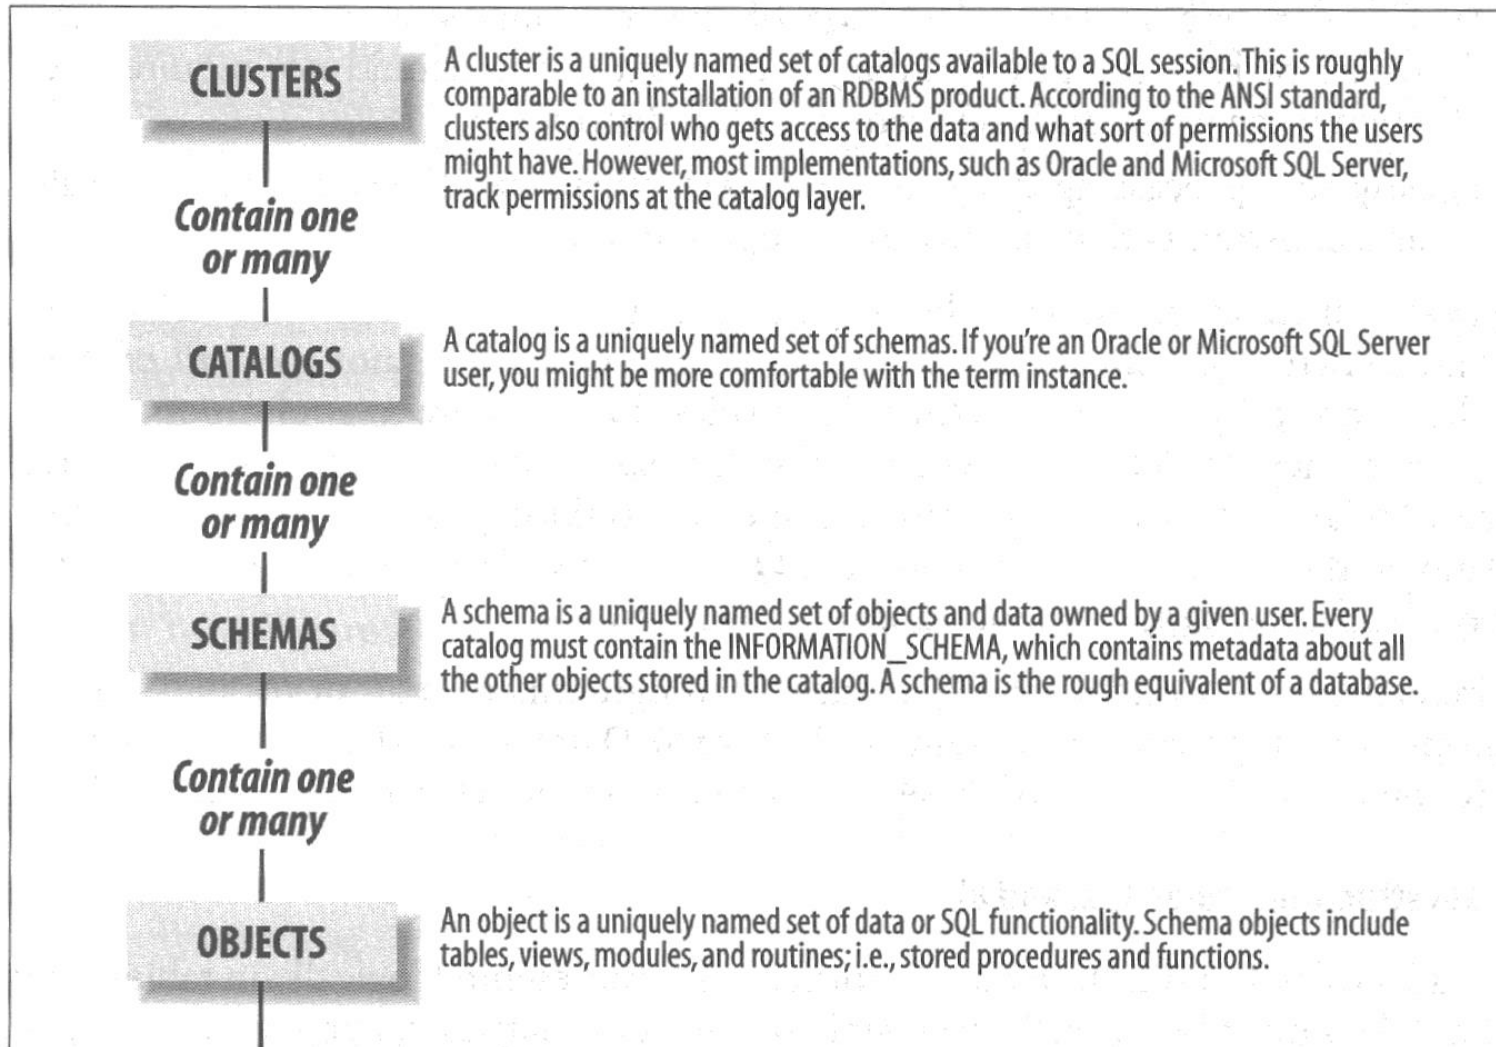 CLUSTERS
A cluster is a uniquely named set of catalogs available to a SQL session. This is roughly
comparable to an installation of an RDBMS product. According to the ANSI standard,
clusters also control who gets access to the data and what sort of permissions the users
might have. However, most implementations, such as Oracle and Microsoft SQL Server,
track permissions at the catalog layer.
Contain one
or many
CATALOGS
A catalog is a uniquely named set of schemas. If you're an Oracle or Microsoft SQL Server
user, you might be more comfortable with the term instance.
Contain one
or many
SCHEMAS
A schema is a uniquely named set of objects and data owned by a given user. Every
catalog must contain the INFORMATION_SCHEMA, which contains metadata about all
the other objects stored in the catalog. A schema is the rough equivalent of a database.
Contain one
or many
OBJECTS
An object is a uniquely named set of data or SQL functionality. Schema objects include
tables, views, modules, and routines; i.e., stored procedures and functions.